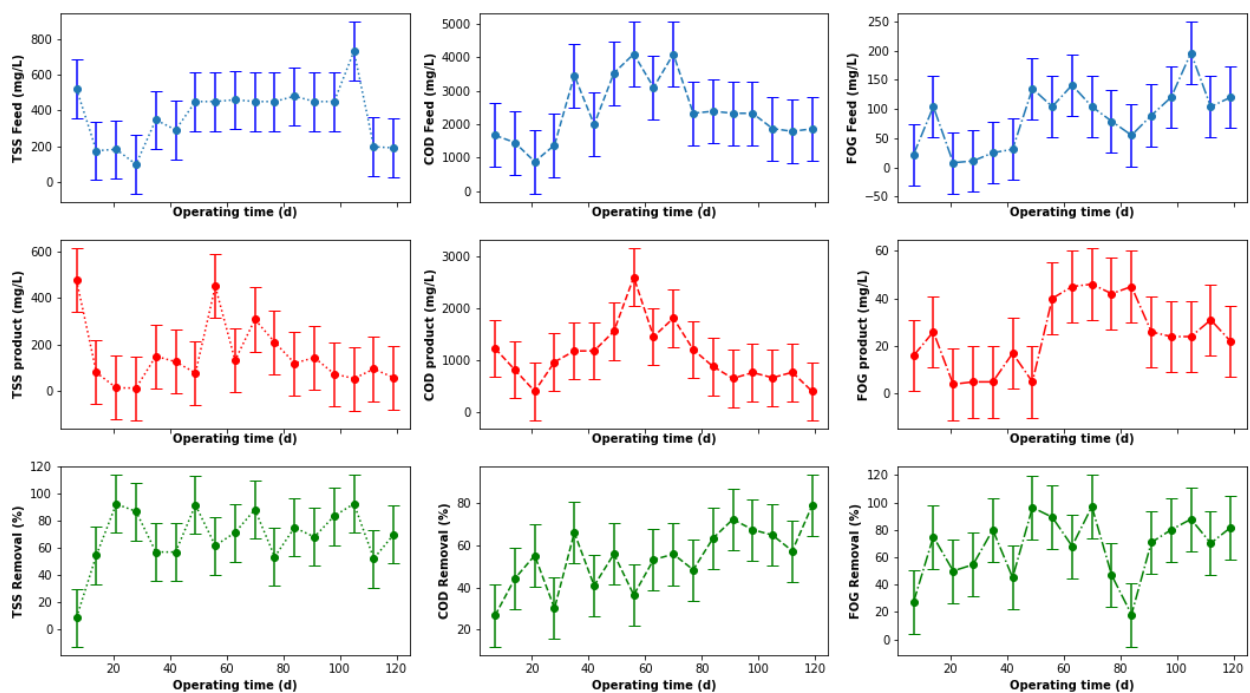 TSS Feed (mg/L)
800
600
400
200
0
Operating time (d)
COD Feed (mg/L)
5000
4000
3000
2000
1000
0
Operating time (d)
FOG Feed (mg/L)
250
200
150
100
50
0
−50
Operating time (d)
TSS product (mg/L)
600
400
200
0
Operating time (d)
COD product (mg/L)
3000
2000
1000
0
Operating time (d)
FOG product (mg/L)
60
40
20
0
Operating time (d)
TSS Removal (%)
120
100
80
60
40
20
0
20 40 60 80 100 120
Operating time (d)
COD Removal (%)
80
60
40
20
20 40 60 80 100 120
Operating time (d)
FOG Removal (%)
120
100
80
60
40
20
0
20 40 60 80 100 120
Operating time (d)